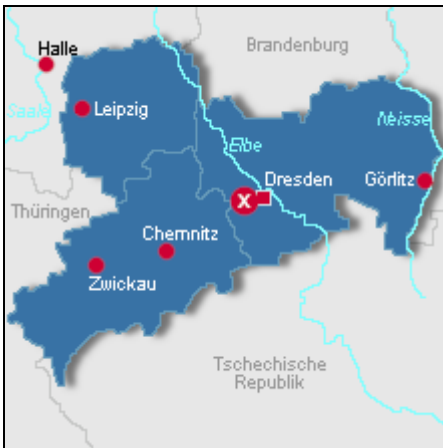 Halle
Brandenburg
Saale
Leipzig
Neisse
Elbe
Dresden
Görlitz
X
Thüringen
Chemnitz
Zwickau
Tschechische
Republik